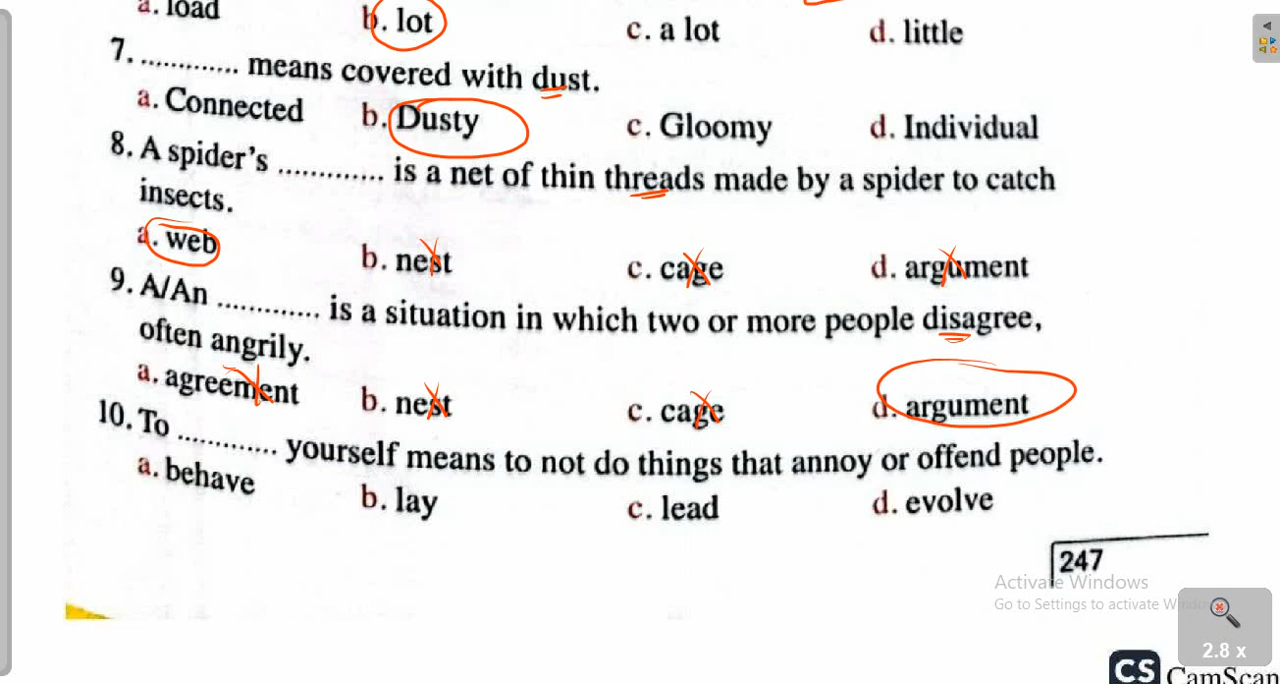 a. load b. lot c. a lot d. little
7. ............. means covered with dust.
a. Connected b. Dusty c. Gloomy d. Individual
8. A spider's ............. is a net of thin threads made by a spider to catch
insects.
a. web b. nest c. cage d. argument
9. A/An ............. is a situation in which two or more people disagree,
often angrily.
a. agreement b. nest c. cage d. argument
10. To ............. yourself means to not do things that annoy or offend people.
a. behave b. lay c. lead d. evolve
247
Activate Windows
Go to Settings to activate
2.8 x
CS CamScan